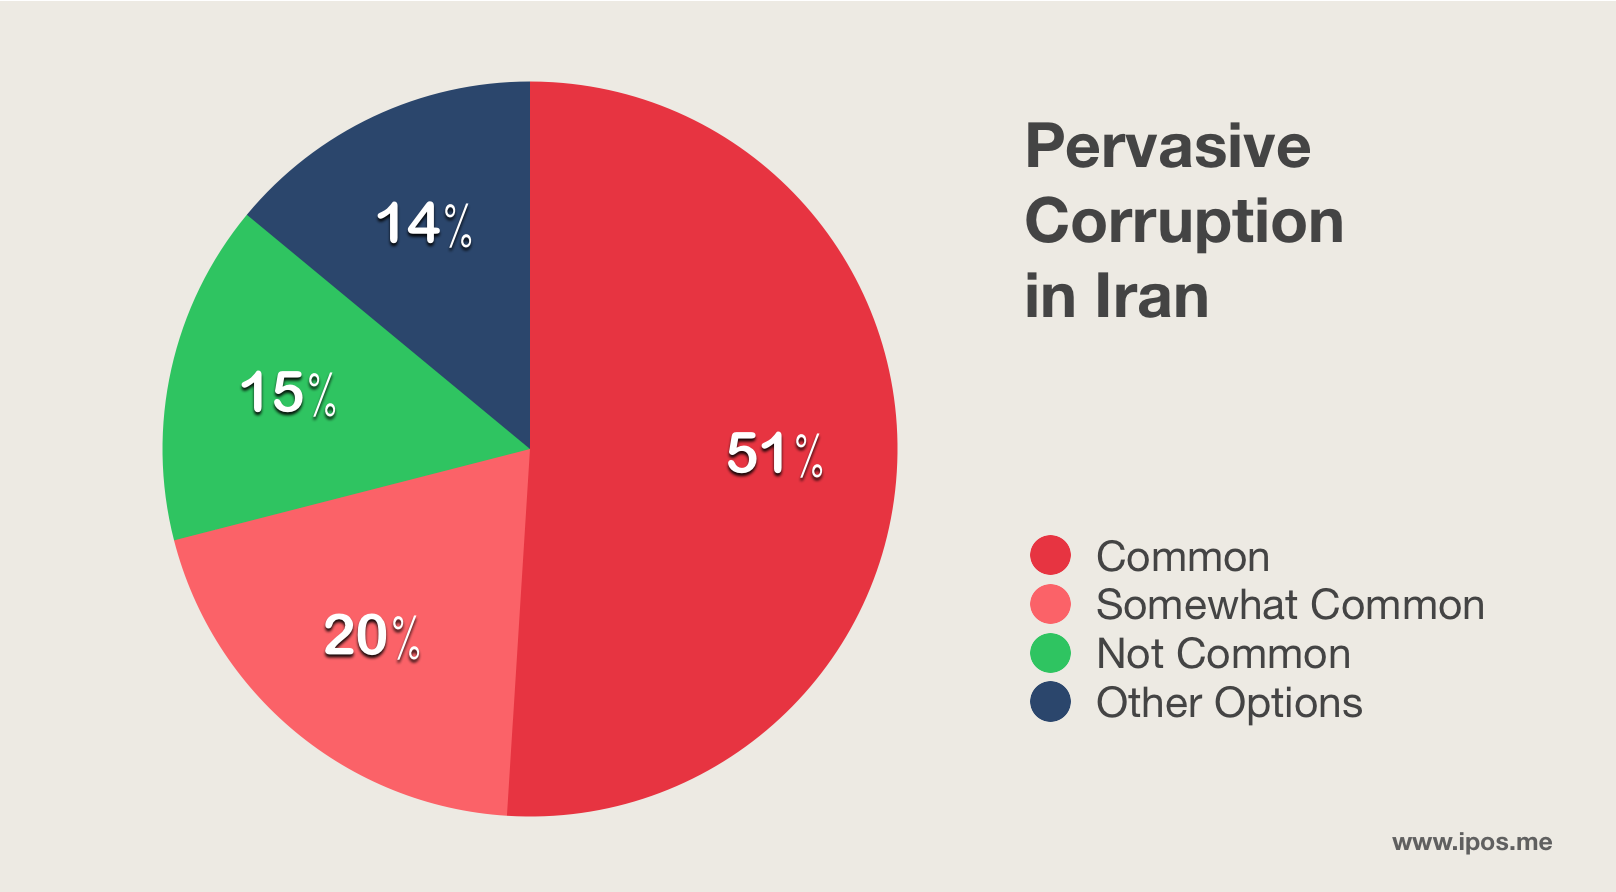 Pervasive
Corruption
in Iran
14%
15%
51%
20%
Common
Somewhat Common
Not Common
Other Options
www.ipos.me